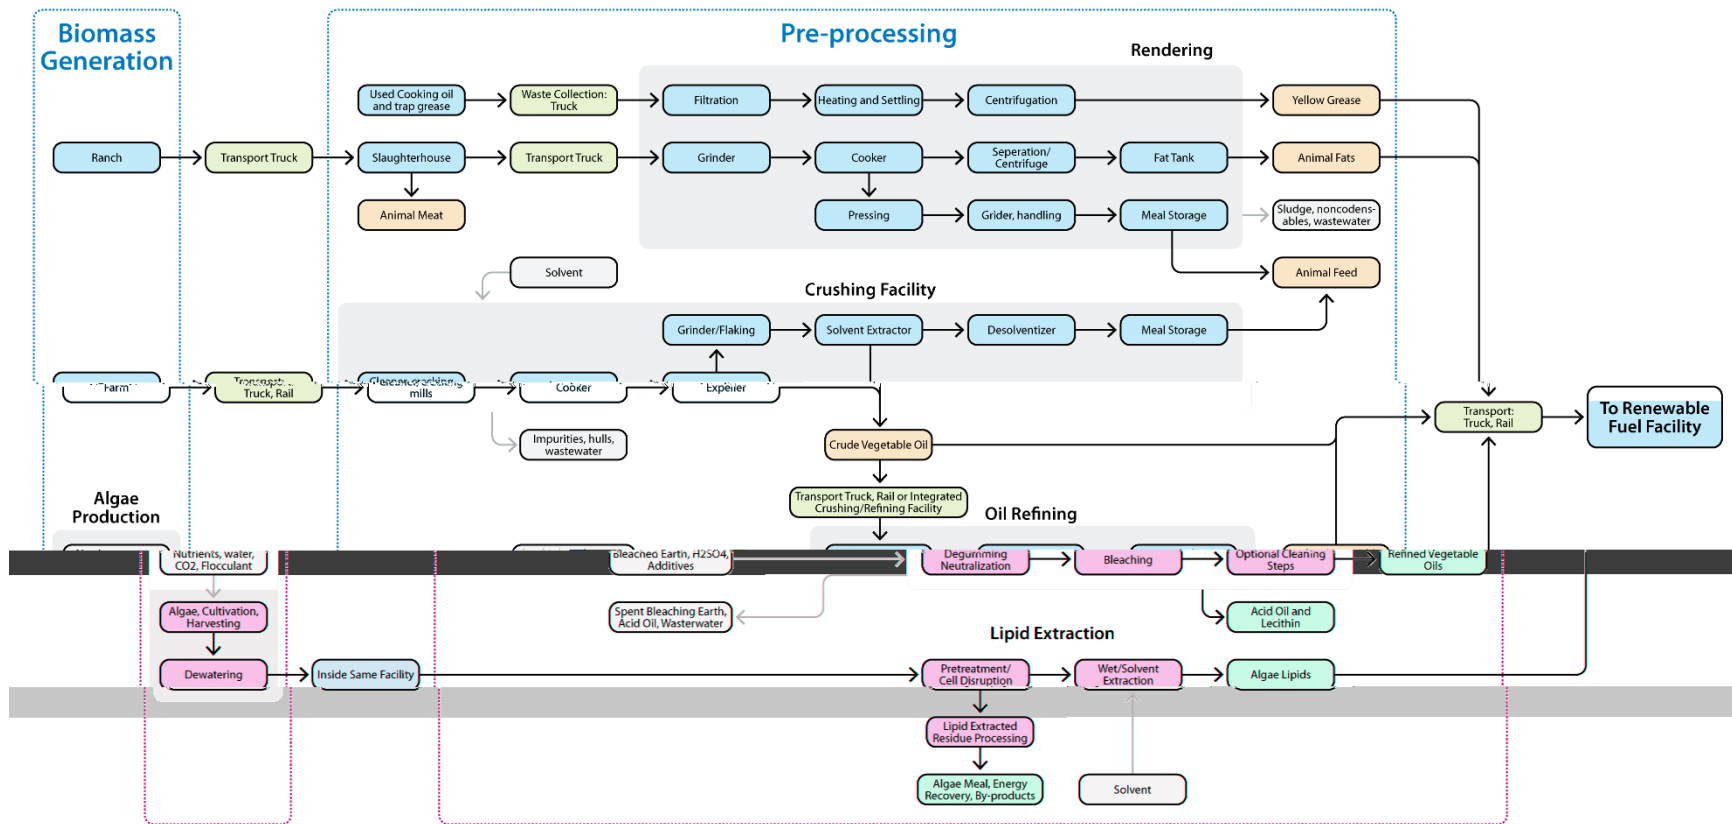 Biomass
Generation
Pre-processing
Rendering
Used Cooking oil
and trap grease
Waste Collection:
Truck
Filtration
Heating and Settling
Centrifugation
Yellow Grease
Ranch
Transport Truck
Slaughterhouse
Transport Truck
Grinder
Cooker
Seperation/
Centrifuge
Fat Tank
Animal Fats
Animal Meat
Pressing
Grider, handling
Meal Storage
Sludge, noncodens-
ables, wastewater
Solvent
Animal Feed
Crushing Facility
Grinder/Flaking
Solvent Extractor
Desolventizer
Meal Storage
Farm
Truck, Rail
mills
Cooker
Expeller
Transport:
Truck, Rail
To Renewable
Fuel Facility
Impurities, hulls,
wastewater
Crude Vegetable Oil
Algae
Production
Transport Truck, Rail or Integrated
Crushing/Refining Facility
Oil Refining
Nutrients, water,
CO2, Flocculant
Bleached Earth, H2SO4,
Additives
Degumming
Neutralization
Bleaching
Optional Cleaning
Steps
Refined Vegetable
Oils
Algae, Cultivation,
Harvesting
Spent Bleaching Earth,
Acid Oil, Wasterwater
Acid Oil and
Lecithin
Lipid Extraction
Dewatering
Inside Same Facility
Pretreatment/
Cell Disruption
Wet/Solvent
Extraction
Algae Lipids
Lipid Extracted
Residue Processing
Algae Meal, Energy
Recovery, By-products
Solvent